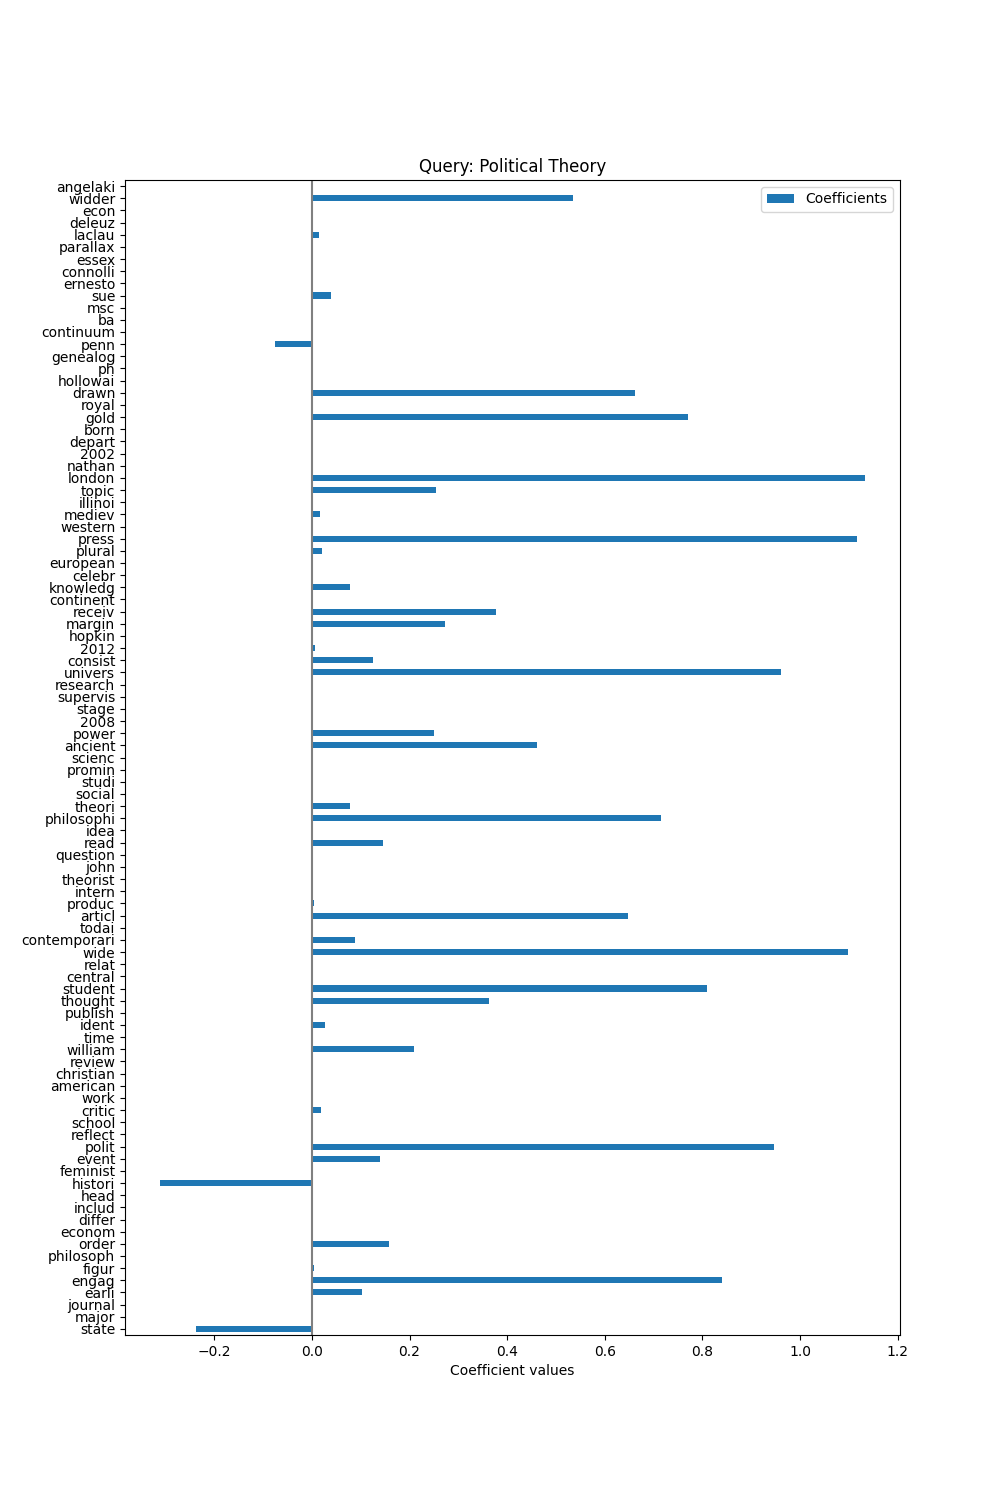 Query: Political Theory
Coefficients
angelaki
widder
econ
deleuz
laclau
parallax
essex
connolli
ernesto
sue
msc
ba
continuum
penn
genealog
ph
hollowai
drawn
royal
gold
born
depart
2002
nathan
london
topic
illinoi
mediev
western
press
plural
european
celebr
knowledg
continent
receiv
margin
hopkin
2012
consist
univers
research
supervis
stage
2008
power
ancient
scienc
promin
studi
social
theori
philosophi
idea
read
question
john
theorist
intern
produc
articl
todai
contemporari
wide
relat
central
student
thought
publish
ident
time
william
review
christian
american
work
critic
school
reflect
polit
event
feminist
histori
head
includ
differ
econom
order
philosoph
figur
engag
earli
journal
major
state
−0.2 0.0 0.2 0.4 0.6 0.8 1.0 1.2
Coefficient values